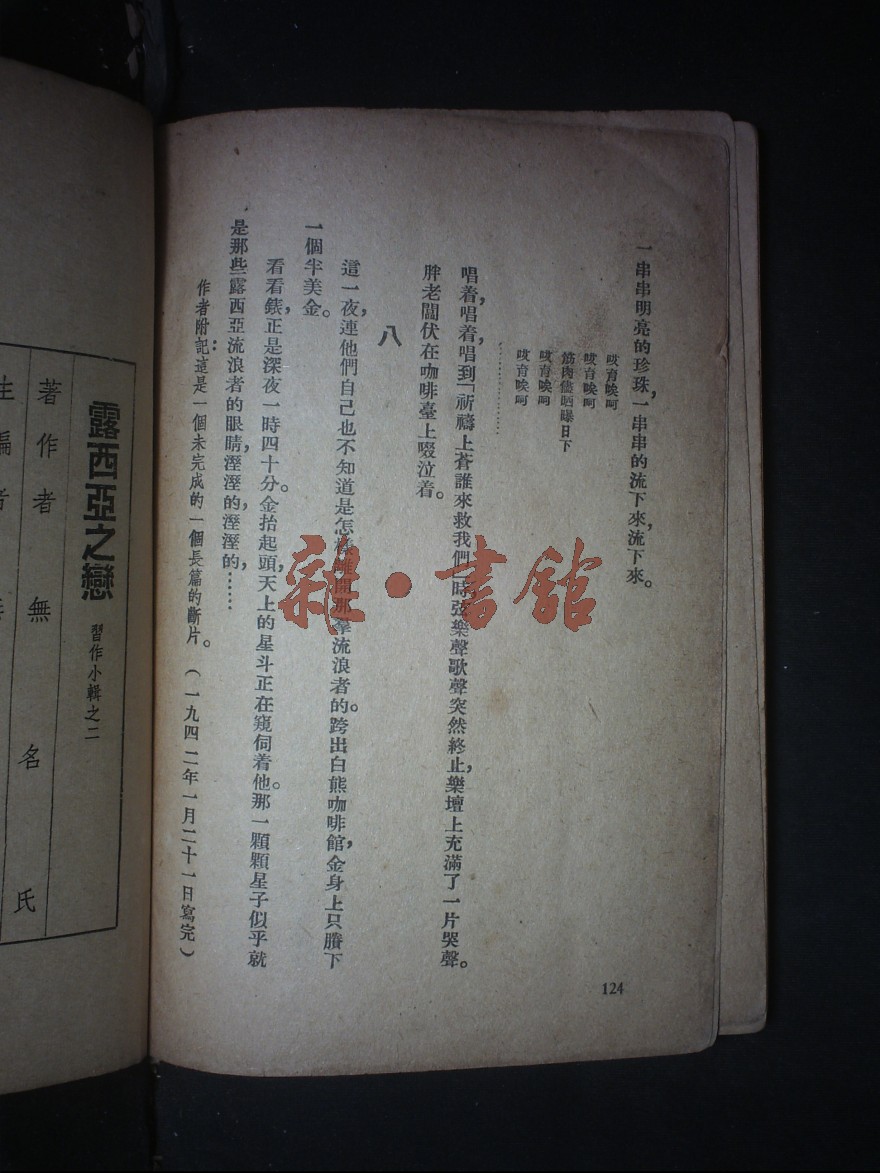 一串串明亮的珍珠，一串串的流下來，流下來。
哎育唉呵
哎育唉呵
筋肉儘晒曝日下
哎育唉呵
哎育唉呵
…………………
唱着，唱着，唱到「祈禱上蒼誰來救我們」時，弦樂聲歌聲突然終止，樂壇上充滿了一片哭聲。
胖老闆伏在咖啡臺上啜泣着。
八
這一夜，連他們自己也不知道是怎樣離開那羣流浪者的。跨出白熊咖啡館，金身上只賸下
一個半美金。
看看錶，正是深夜一時四十分。金抬起頭，天上的星斗正在窺伺着他。那一顆顆星子似乎就
是那些露西亞流浪者的眼睛，溼溼的，溼溼的，……
作者附記：這是一個未完成的一個長篇的斷片。（一九四二年一月二十一日寫完）
124
雜·書館
露西亞之戀 習作小輯之二
著作者 無名氏
主編者